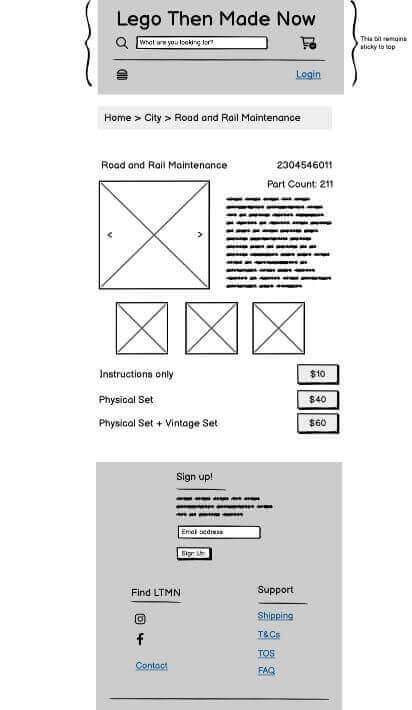 Lego Then Made Now
What are you looking for?
This bit remains
sticky to top
Login
Home > City > Road and Rail Maintenance
Road and Rail Maintenance 2304546011
Part Count: 211
< >
Instructions only $10
Physical Set $40
Physical Set + Vintage Set $60
Sign up!
Email address
Sign Up
Find LTMN Support
Shipping
T&Cs
TOS
Contact
FAQ